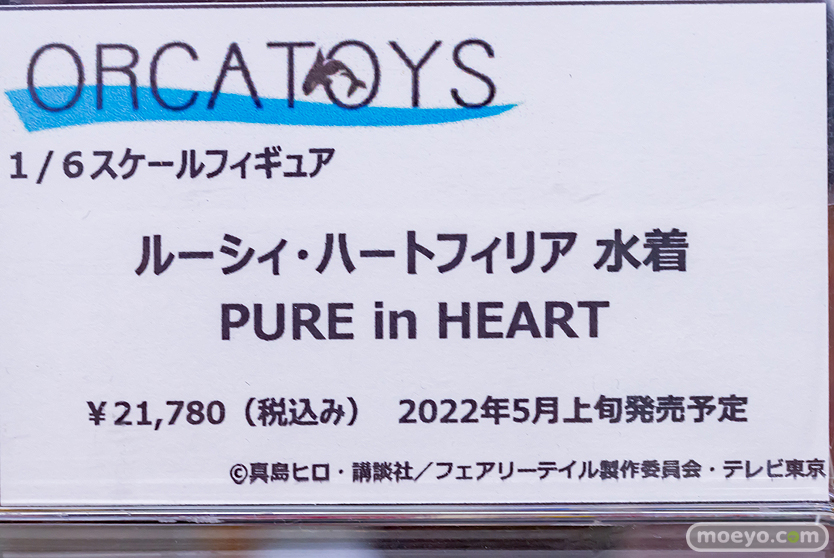 ORCATOYS
1/6スケールフィギュア
ルーシィ・ハートフィリア 水着
PURE in HEART
¥21,780（税込み） 2022年5月上旬発売予定
©真島ヒロ・講談社／フェアリーテイル製作委員会・テレビ東京
moeyo.com